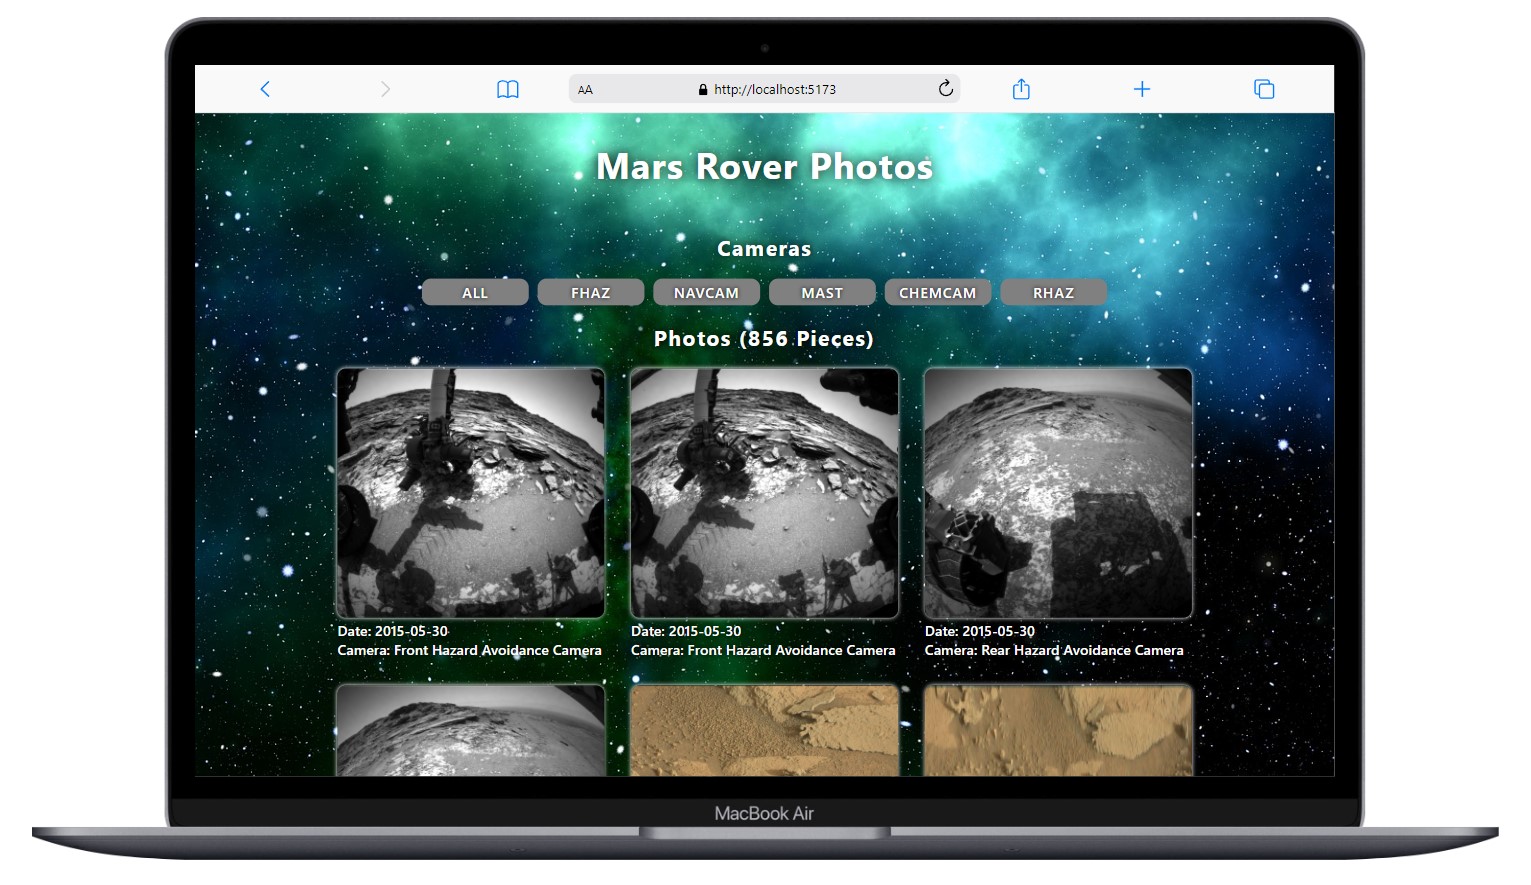 AA
http://localhost:5173
Mars Rover Photos
Cameras
ALL FHAZ NAVCAM MAST CHEMCAM RHAZ
Photos (856 Pieces)
Date: 2015-05-30
Camera: Front Hazard Avoidance Camera
Date: 2015-05-30
Camera: Front Hazard Avoidance Camera
Date: 2015-05-30
Camera: Rear Hazard Avoidance Camera
MacBook Air